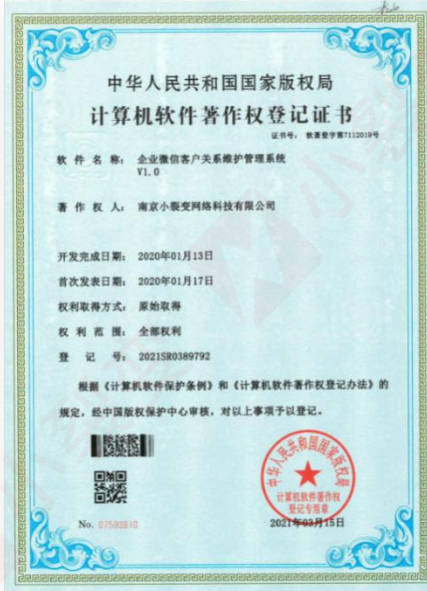 中华人民共和国国家版权局
计算机软件著作权登记证书
证书号： 软著登字第7112019号
软件名称： 企业微信客户关系维护管理系统
V1.0
著作权人： 南京小裂变网络科技有限公司
开发完成日期： 2020年01月13日
首次发表日期： 2020年01月17日
权利取得方式： 原始取得
权利范围： 全部权利
登记号： 2021SR0389792
根据《计算机软件保护条例》和《计算机软件著作权登记办法》的
规定，经中国版权保护中心审核，对以上事项予以登记。
中华人民共和国国家版权局
计算机软件著作权
登记专用章
No. 07592810
2021年03月15日